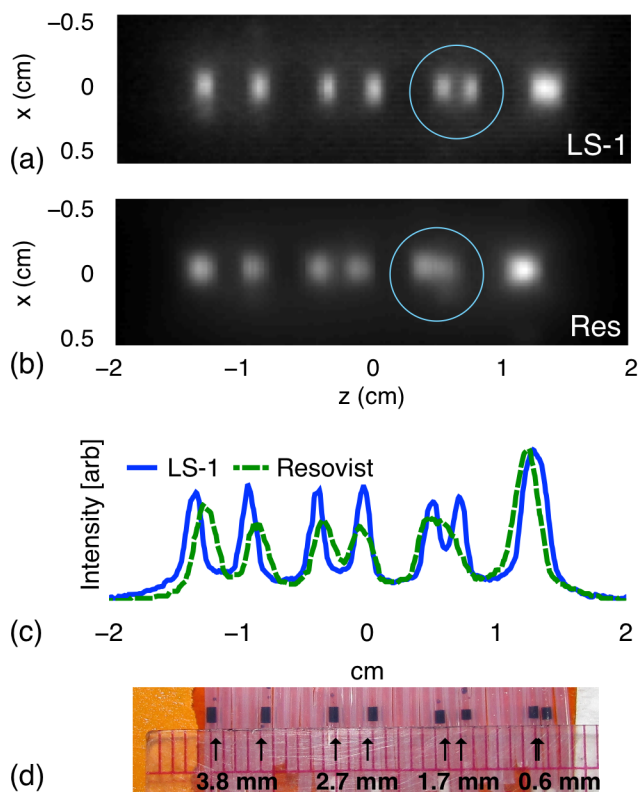 −0.5
x (cm)
0
0.5
(a)
LS-1
−0.5
x (cm)
0
0.5
(b)
Res
−2
−1
0
1
2
z (cm)
Intensity [arb]
LS-1
Resovist
(c)
−2
−1
0
1
2
cm
(d)
3.8 mm
2.7 mm
1.7 mm
0.6 mm